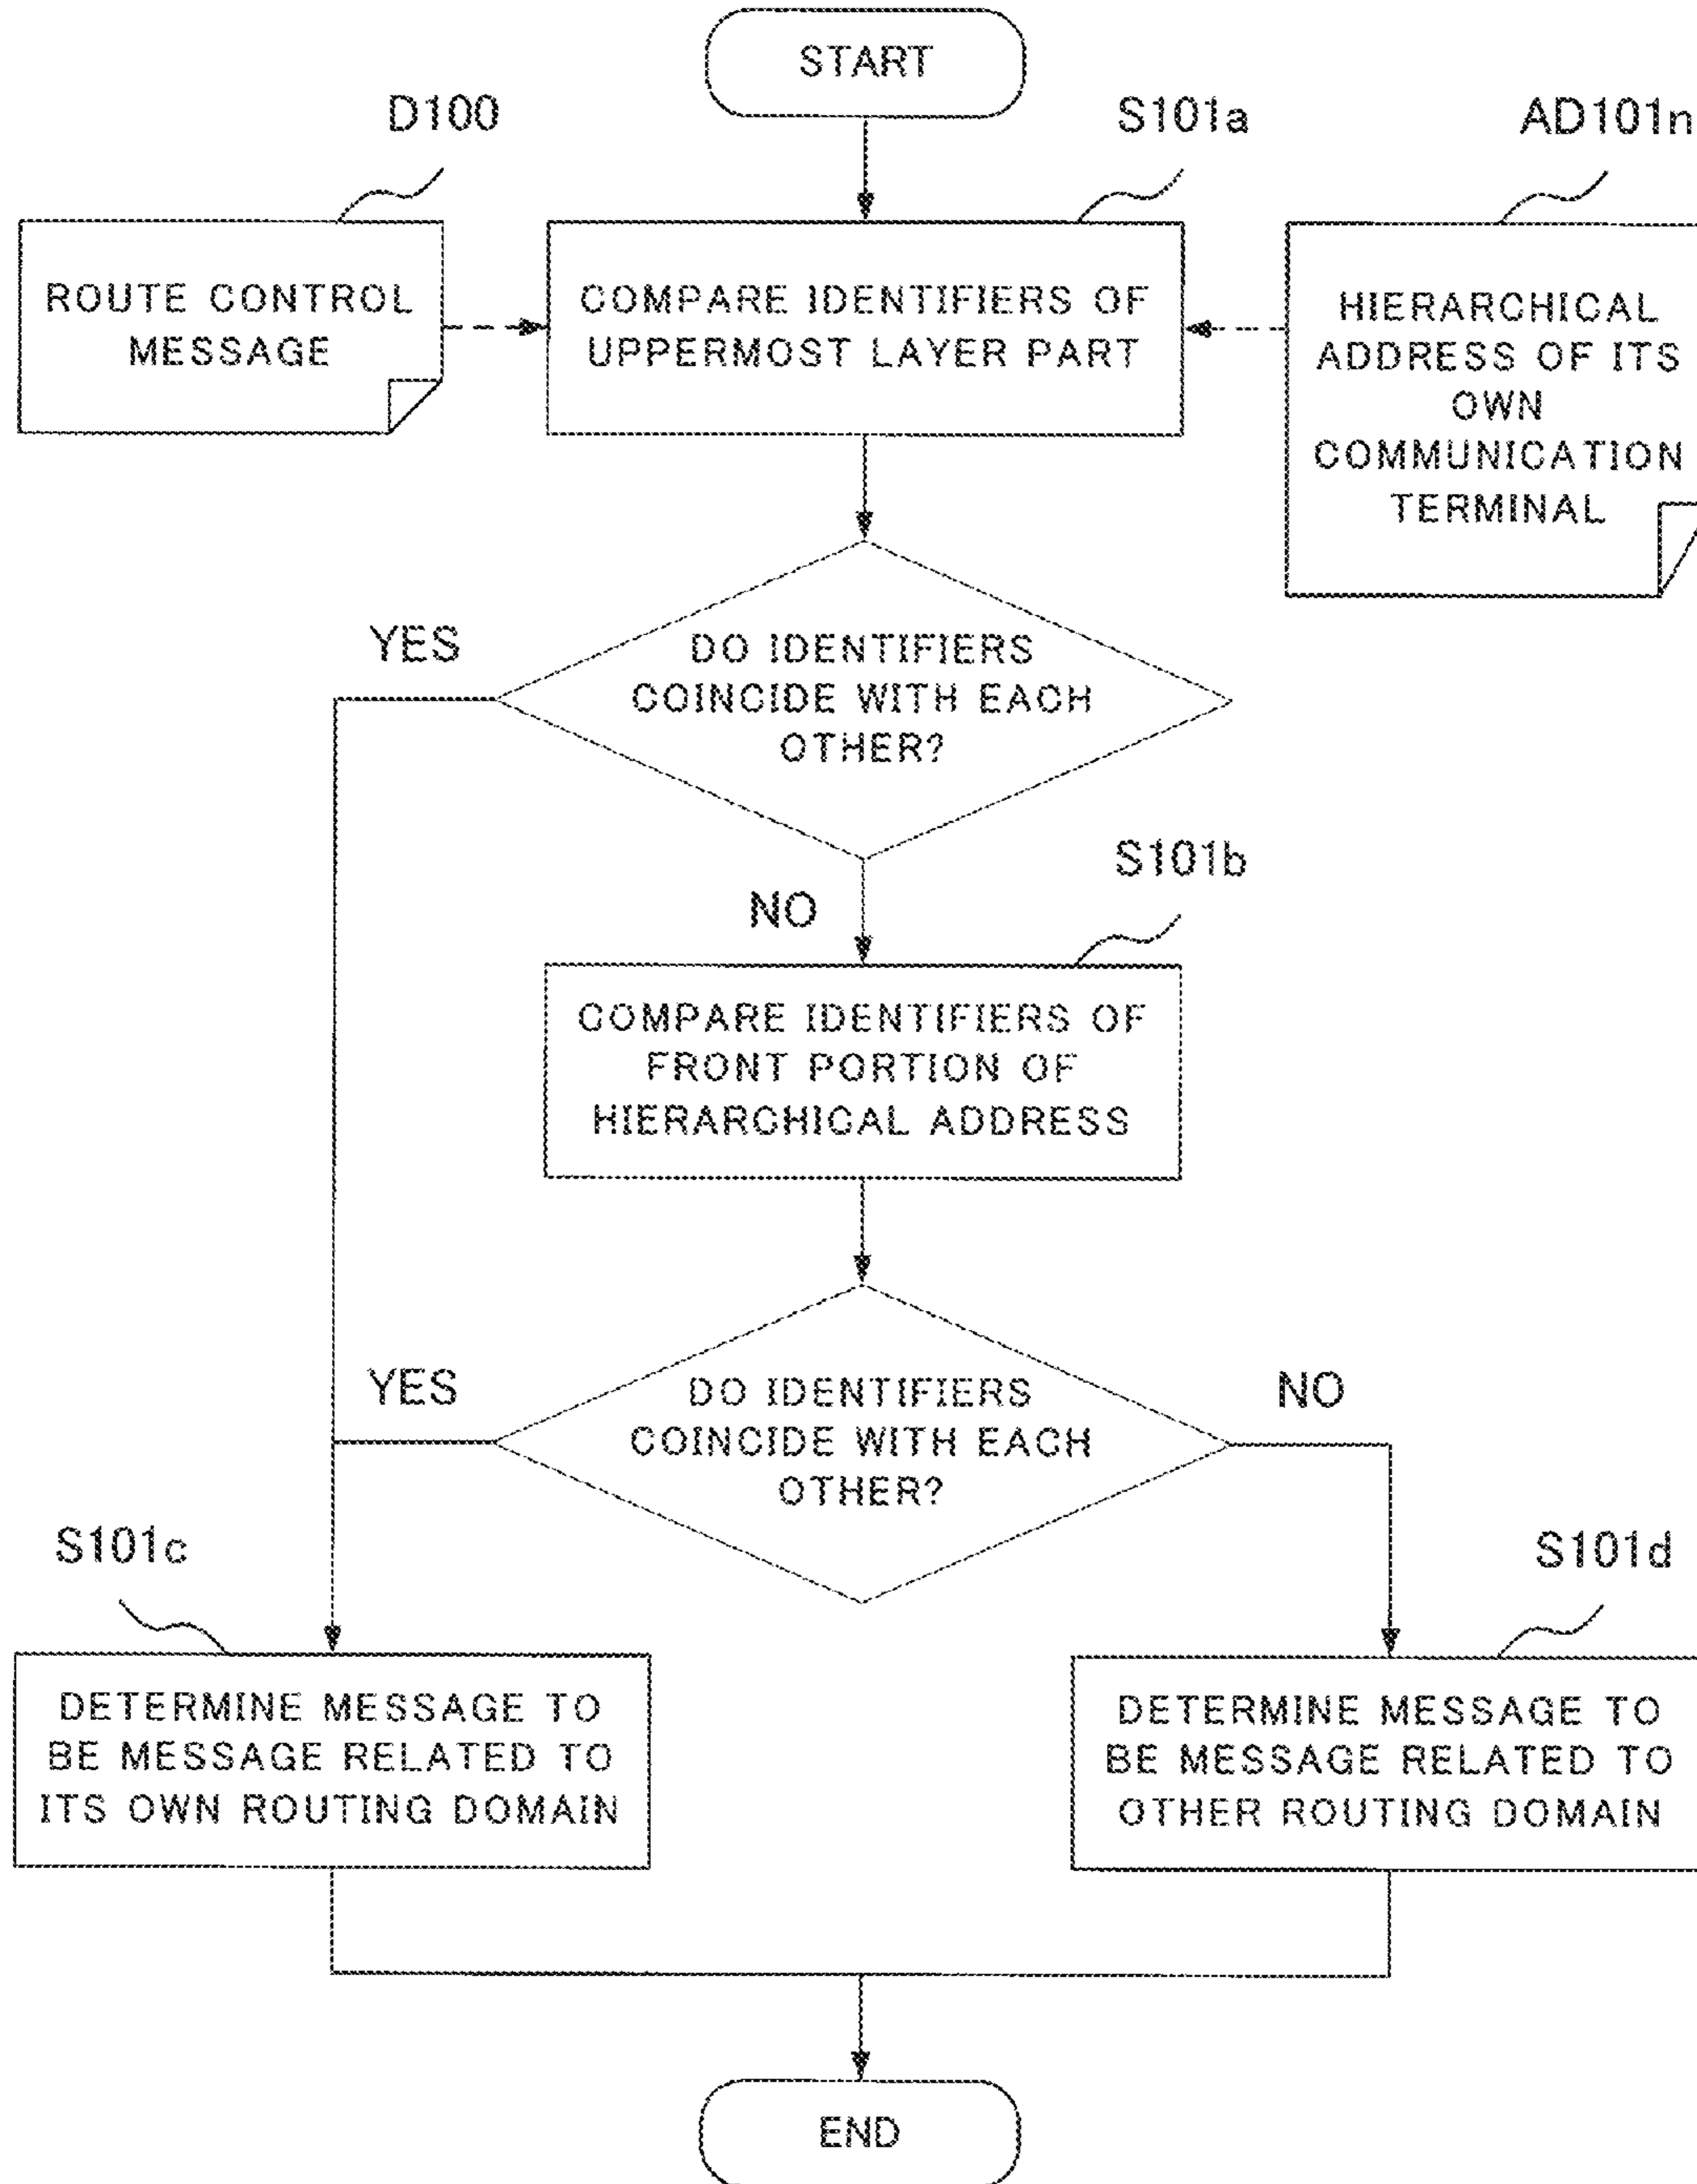 START
D100
S101a
AD101n
ROUTE CONTROL
MESSAGE
COMPARE IDENTIFIERS OF
UPPERMOST LAYER PART
HIERARCHICAL
ADDRESS OF ITS
OWN
COMMUNICATION
TERMINAL
YES
DO IDENTIFIERS
COINCIDE WITH EACH
OTHER?
NO
S101b
COMPARE IDENTIFIERS OF
FRONT PORTION OF
HIERARCHICAL ADDRESS
YES
DO IDENTIFIERS
COINCIDE WITH EACH
OTHER?
NO
S101c
S101d
DETERMINE MESSAGE TO
BE MESSAGE RELATED TO
ITS OWN ROUTING DOMAIN
DETERMINE MESSAGE TO
BE MESSAGE RELATED TO
OTHER ROUTING DOMAIN
END